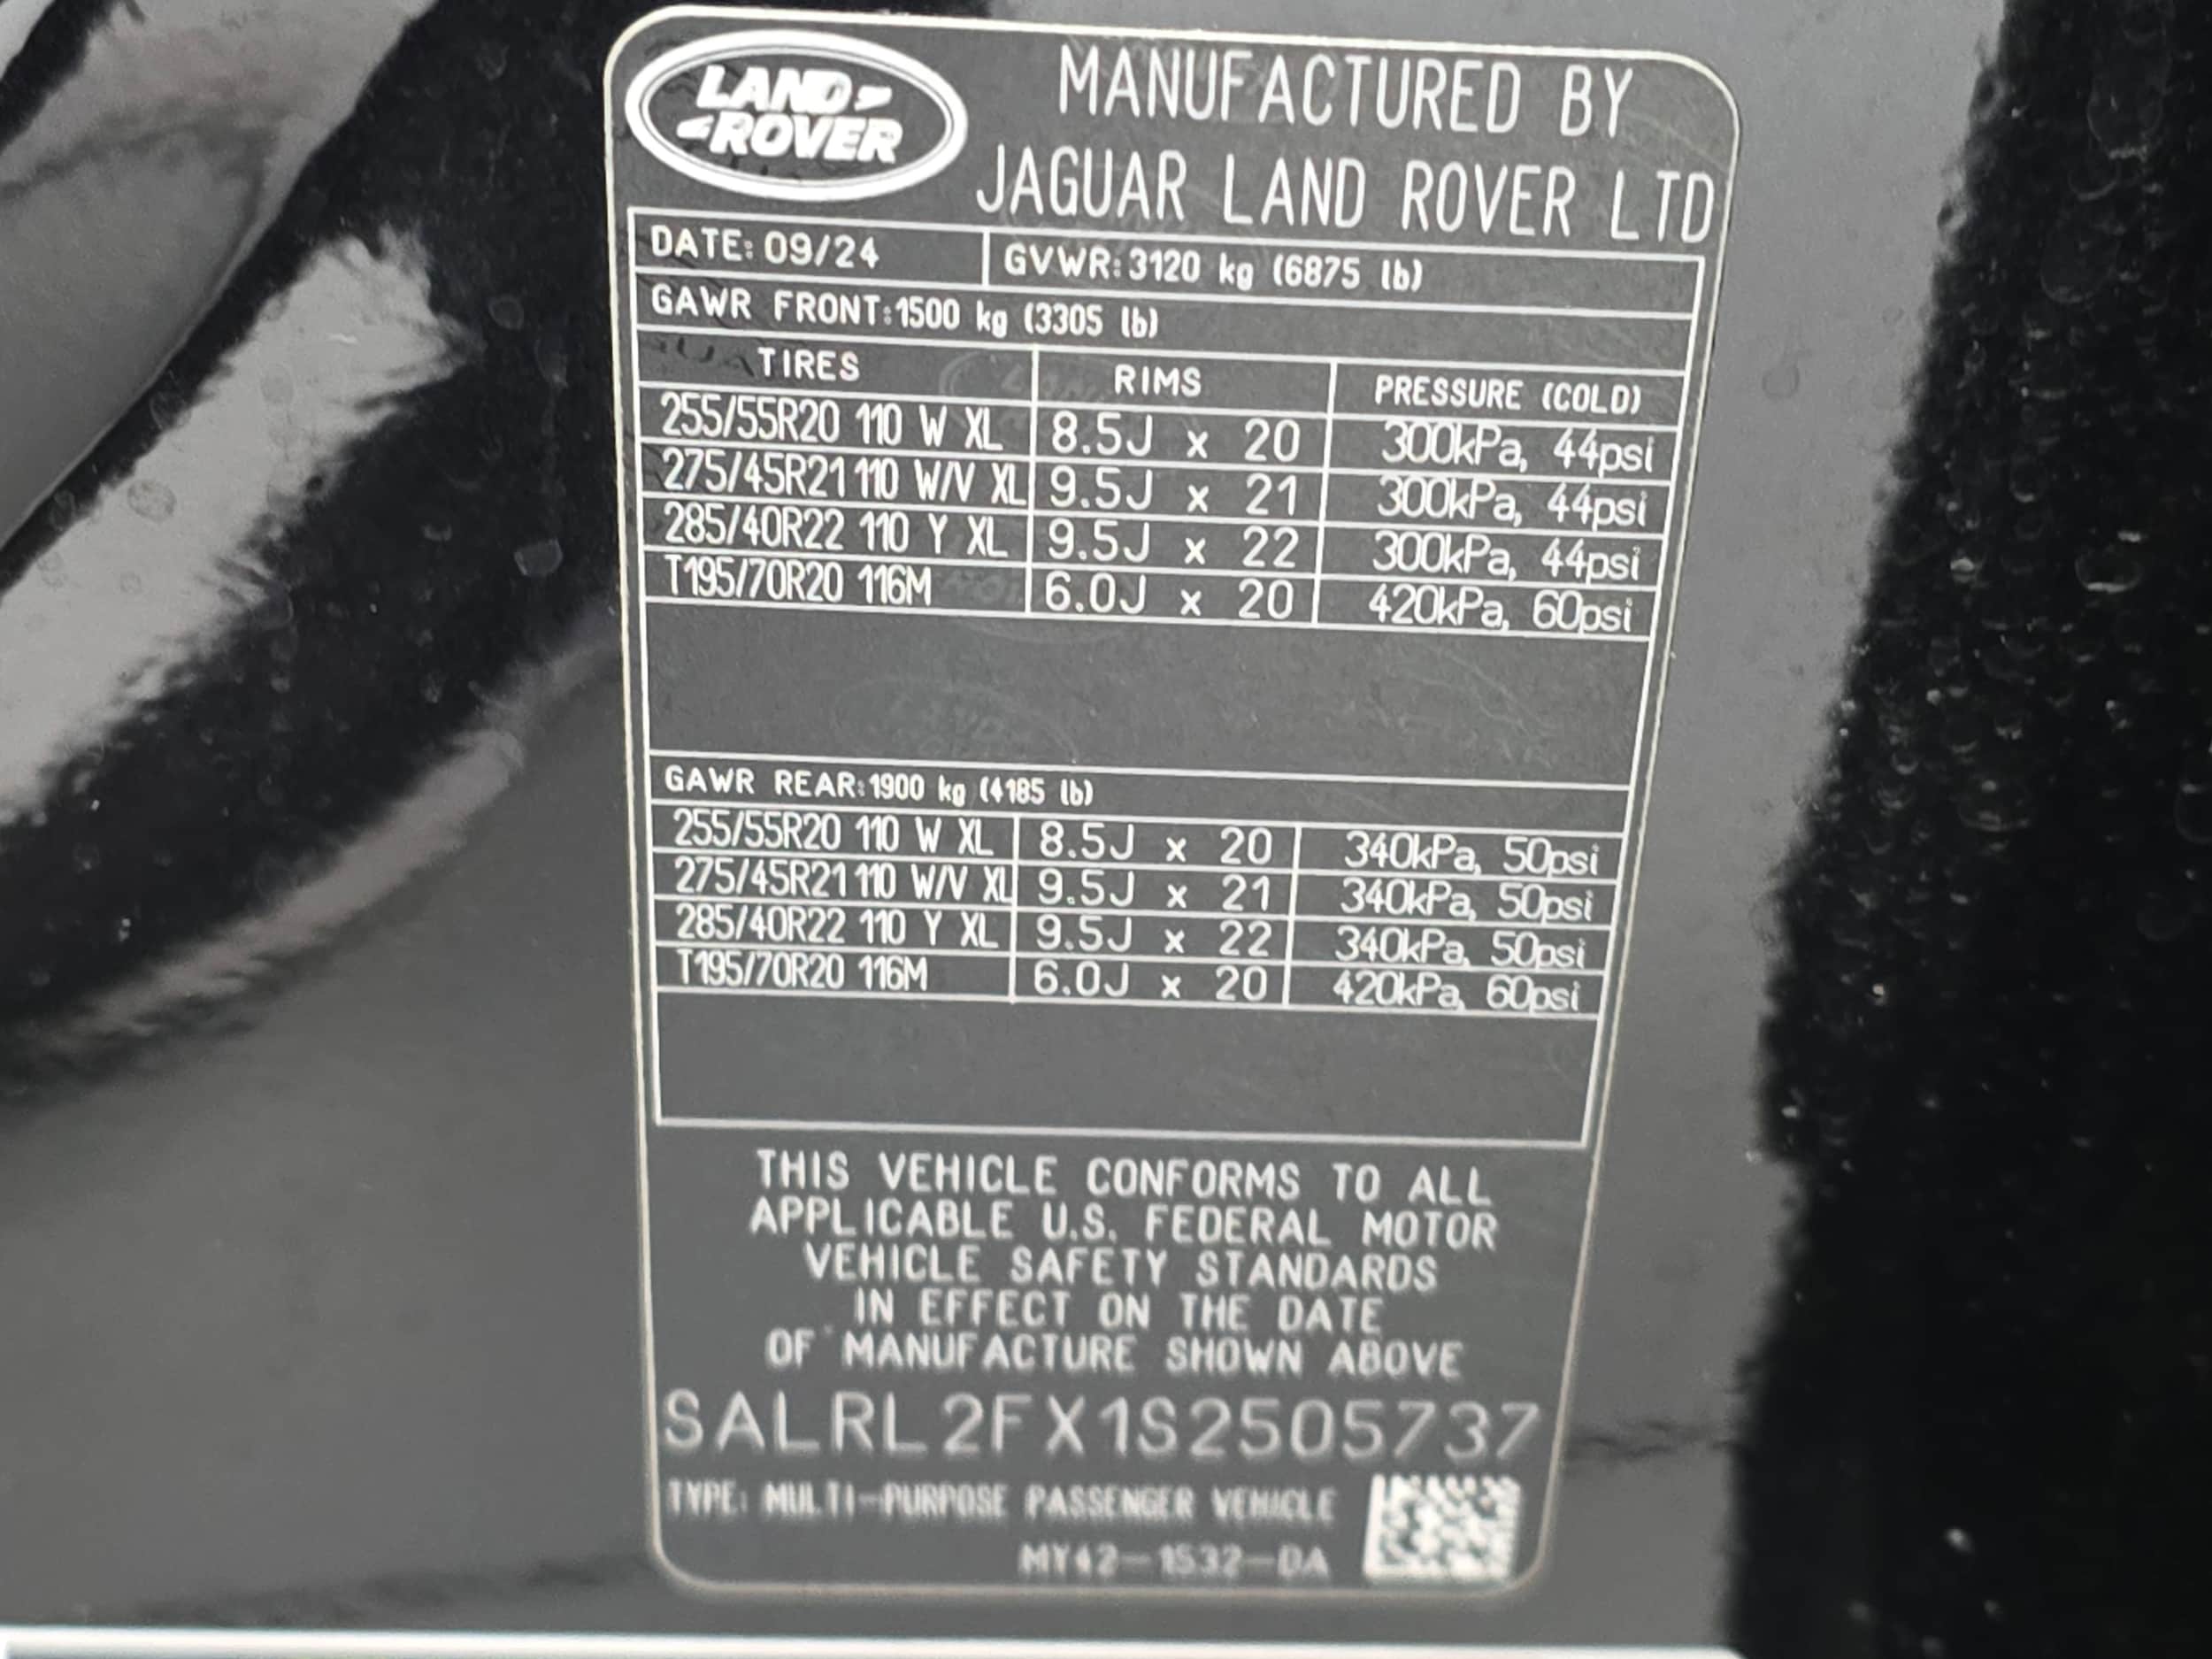 LAND ROVER
MANUFACTURED BY
JAGUAR LAND ROVER LTD
DATE: 09/24 GVWR: 3120 kg (6875 lb)
GAWR FRONT: 1500 kg (3305 lb)
TIRES RIMS PRESSURE (COLD)
255/55R20 110 W XL 8.5J x 20 300kPa, 44psi
275/45R21 110 W/V XL 9.5J x 21 300kPa, 44psi
285/40R22 110 Y XL 9.5J x 22 300kPa, 44psi
T195/70R20 116M 6.0J x 20 420kPa, 60psi
GAWR REAR: 1900 kg (4185 lb)
255/55R20 110 W XL 8.5J x 20 340kPa, 50psi
275/45R21 110 W/V XL 9.5J x 21 340kPa, 50psi
285/40R22 110 Y XL 9.5J x 22 340kPa, 50psi
T195/70R20 116M 6.0J x 20 420kPa, 60psi
THIS VEHICLE CONFORMS TO ALL
APPLICABLE U.S. FEDERAL MOTOR
VEHICLE SAFETY STANDARDS
IN EFFECT ON THE DATE
OF MANUFACTURE SHOWN ABOVE
SALRL2FX1S2505737
TYPE: MULTI-PURPOSE PASSENGER VEHICLE
MY42-1532-DA